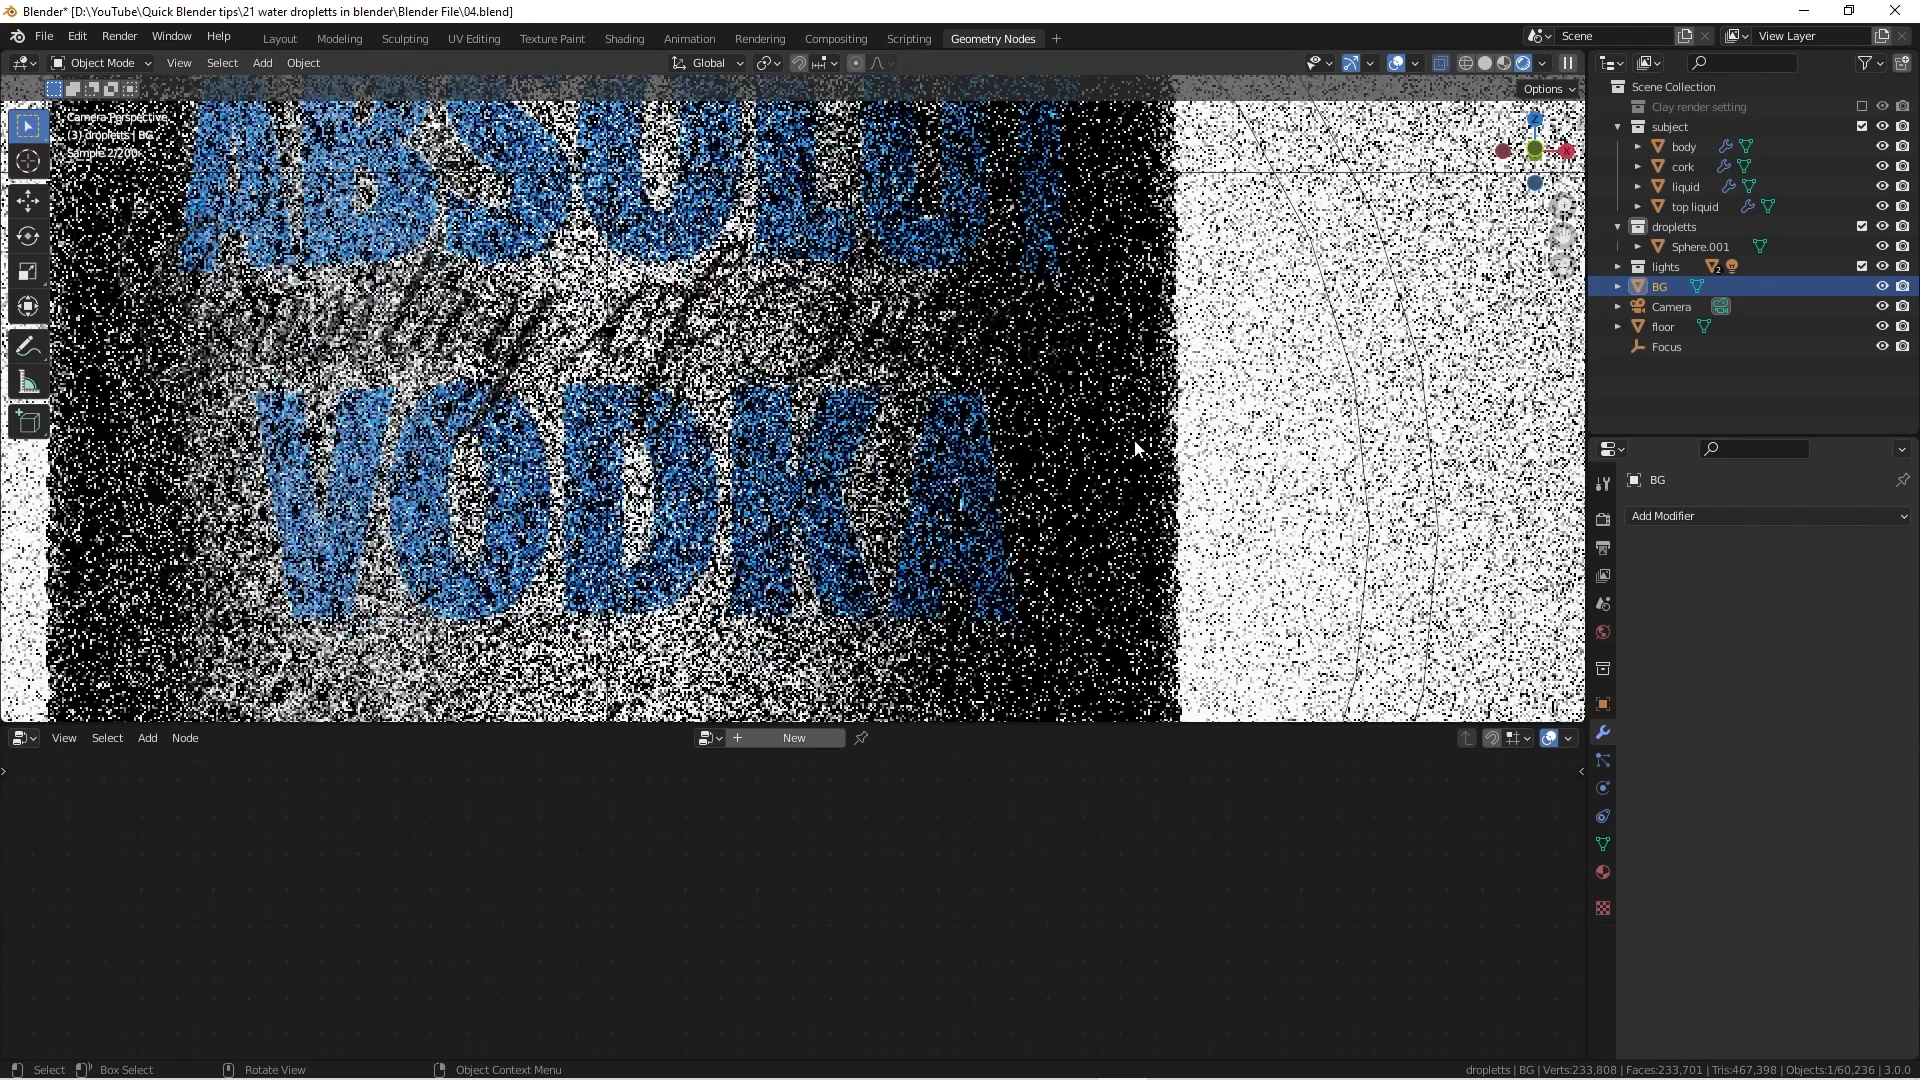 Blender* [D:\YouTube\Quick Blender tips\21 water dropletts in blender\Blender File\04.blend]
File Edit Render Window Help Layout Modeling Sculpting UV Editing Texture Paint Shading Animation Rendering Compositing Scripting Geometry Nodes + Scene View Layer
Object Mode View Select Add Object Global
Options
Camera Perspective
(3) dropletts | BG
Sample 2/200
Z
X
ABSOLUT
VODKA
Scene Collection
Clay render setting
subject
body
cork
liquid
top liquid
dropletts
Sphere.001
lights 2
BG
Camera
floor
Focus
BG
Add Modifier
View Select Add Node + New
Select Box Select Rotate View Object Context Menu dropletts | BG | Verts:233,808 | Faces:233,701 | Tris:467,398 | Objects:1/60,236 | 3.0.0